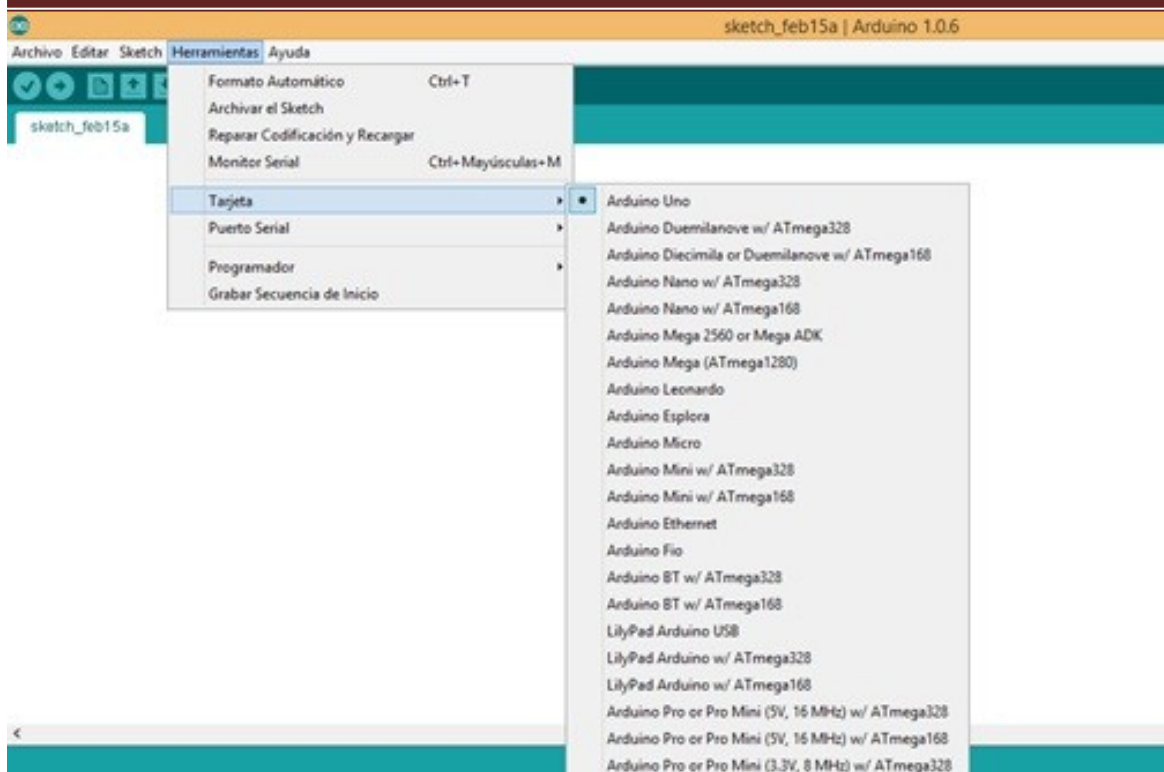 sketch_feb15a | Arduino 1.0.6
Archivo Editar Sketch Herramientas Ayuda
sketch_feb15a
Formato Automático Ctrl+T
Archivar el Sketch
Reparar Codificación y Recargar
Monitor Serial Ctrl+Mayúsculas+M
Tarjeta
Puerto Serial
Programador
Grabar Secuencia de Inicio
Arduino Uno
Arduino Duemilanove w/ ATmega328
Arduino Diecimila or Duemilanove w/ ATmega168
Arduino Nano w/ ATmega328
Arduino Nano w/ ATmega168
Arduino Mega 2560 or Mega ADK
Arduino Mega (ATmega1280)
Arduino Leonardo
Arduino Esplora
Arduino Micro
Arduino Mini w/ ATmega328
Arduino Mini w/ ATmega168
Arduino Ethernet
Arduino Fio
Arduino BT w/ ATmega328
Arduino BT w/ ATmega168
LilyPad Arduino USB
LilyPad Arduino w/ ATmega328
LilyPad Arduino w/ ATmega168
Arduino Pro or Pro Mini (5V, 16 MHz) w/ ATmega328
Arduino Pro or Pro Mini (5V, 16 MHz) w/ ATmega168
Arduino Pro or Pro Mini (3.3V, 8 MHz) w/ ATmega328